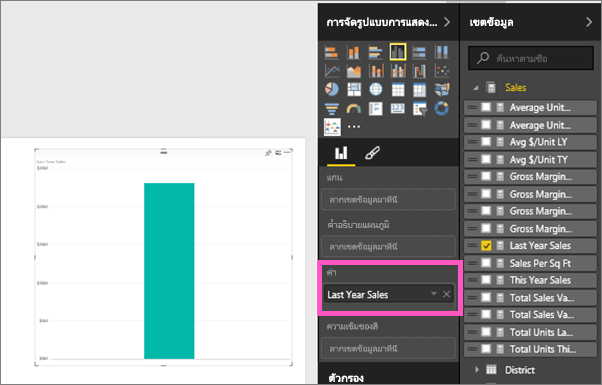 การจัดรูปแบบการแสดง...
เขตข้อมูล
ค้นหาตามชื่อ
Sales
Average Unit...
Average Unit...
Avg $/Unit LY
Avg $/Unit TY
Gross Margin...
Gross Margin...
Gross Margin...
Gross Margin...
Last Year Sales
Sales Per Sq Ft
This Year Sales
Total Sales Va...
Total Sales Va...
Total Units La...
Total Units Thi...
District
แกน
ลากเขตข้อมูลมาที่นี่
คำอธิบายแผนภูมิ
ลากเขตข้อมูลมาที่นี่
ค่า
Last Year Sales
ความเข้มของสี
ลากเขตข้อมูลมาที่นี่
ตัวกรอง
Last Year Sales
$0M